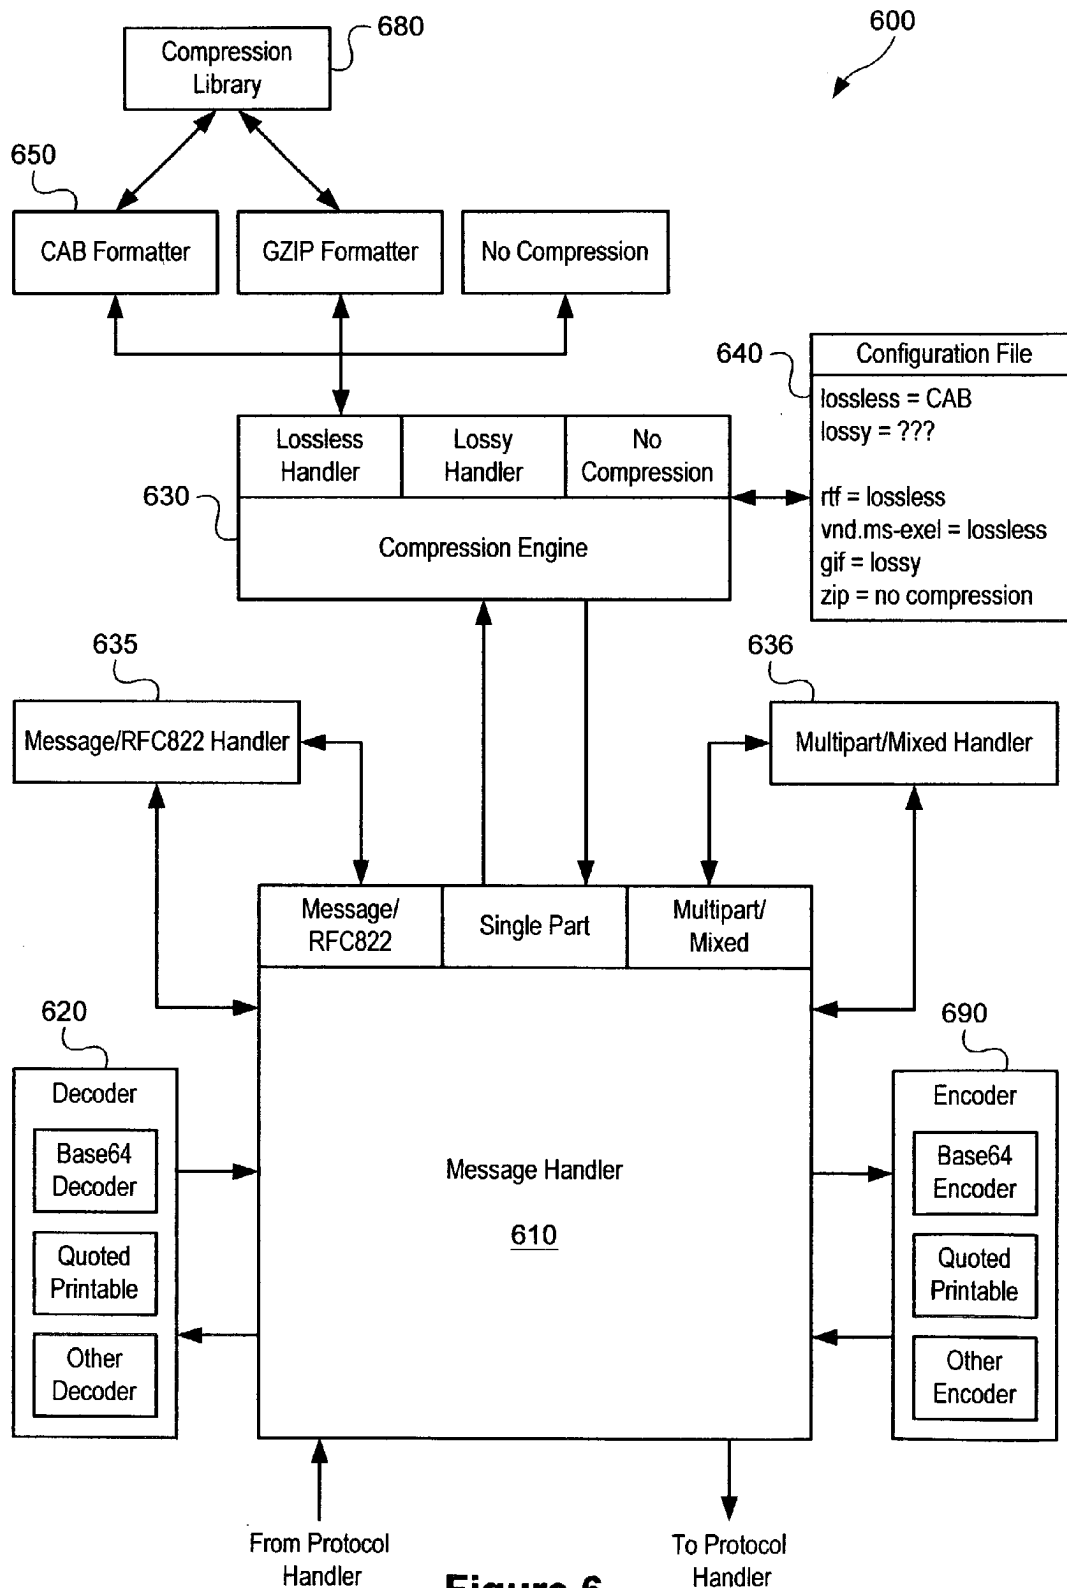 600
680
Compression
Library
650
CAB Formatter
GZIP Formatter
No Compression
640
Configuration File
lossless = CAB
lossy = ???
rtf = lossless
vnd.ms-exel = lossless
gif = lossy
zip = no compression
Lossless
Handler
Lossy
Handler
No
Compression
630
Compression Engine
635
Message/RFC822 Handler
636
Multipart/Mixed Handler
Message/
RFC822
Single Part
Multipart/
Mixed
620
Decoder
Base64
Decoder
Quoted
Printable
Other
Decoder
Message Handler
610
690
Encoder
Base64
Encoder
Quoted
Printable
Other
Encoder
From Protocol
Handler
To Protocol
Handler
Figure 6